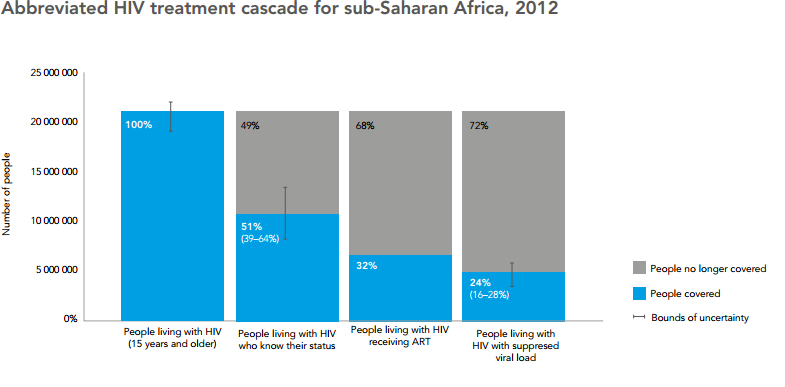 Abbreviated HIV treatment cascade for sub-Saharan Africa, 2012
Number of people
25 000 000
20 000 000
15 000 000
10 000 000
5 000 000
0%
100%
49%
68%
72%
51%
(39–64%)
32%
24%
(16–28%)
People living with HIV
(15 years and older)
People living with HIV
who know their status
People living with HIV
receiving ART
People living with
HIV with suppresed
viral load
People no longer covered
People covered
Bounds of uncertainty